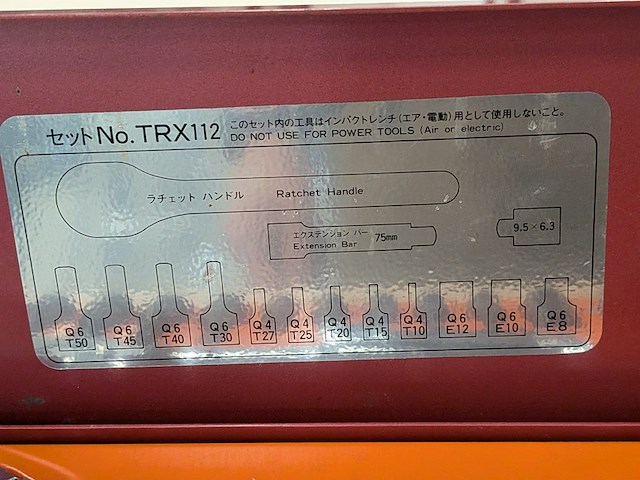 セット No.TRX112
このセット内の工具はインパクトレンチ(エア・電動)用として使用しないこと。
DO NOT USE FOR POWER TOOLS (Air or electric)
ラチェット ハンドル Ratchet Handle
エクステンション バー
Extension Bar
75mm
9.5×6.3
Q6
T50
Q6
T45
Q6
T40
Q6
T30
Q4
T27
Q4
T25
Q4
T20
Q4
T15
Q4
T10
Q6
E12
Q6
E10
Q6
E8